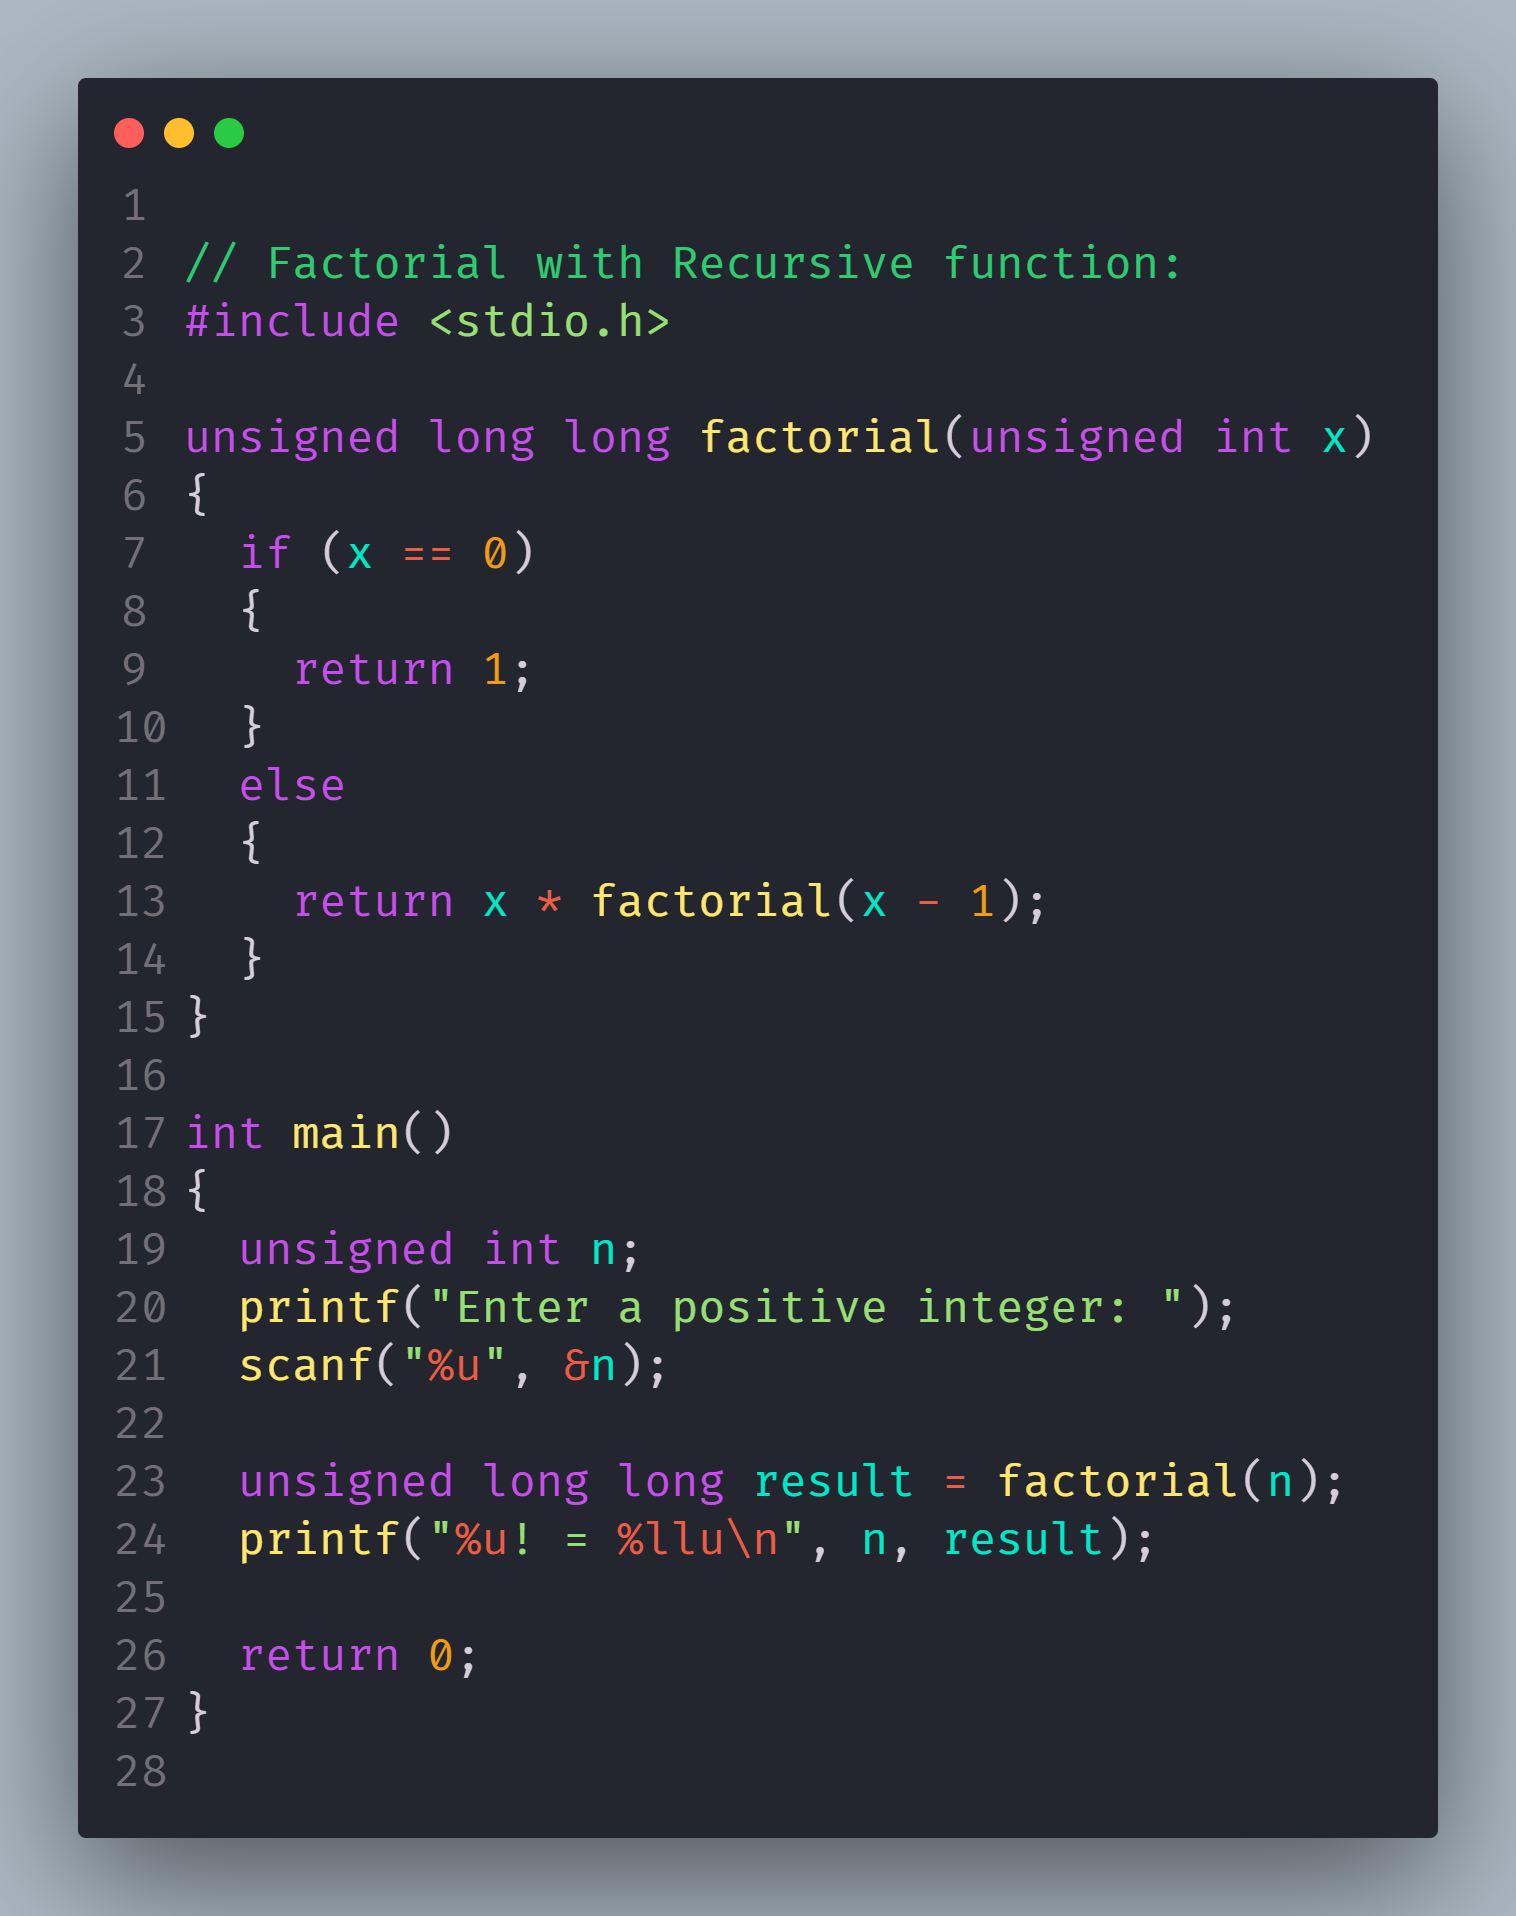 1
2 // Factorial with Recursive function:
3 #include <stdio.h>
4
5 unsigned long long factorial(unsigned int x)
6 {
7   if (x == 0)
8   {
9     return 1;
10   }
11   else
12   {
13     return x * factorial(x - 1);
14   }
15 }
16
17 int main()
18 {
19   unsigned int n;
20   printf("Enter a positive integer: ");
21   scanf("%u", &n);
22
23   unsigned long long result = factorial(n);
24   printf("%u! = %llu\n", n, result);
25
26   return 0;
27 }
28